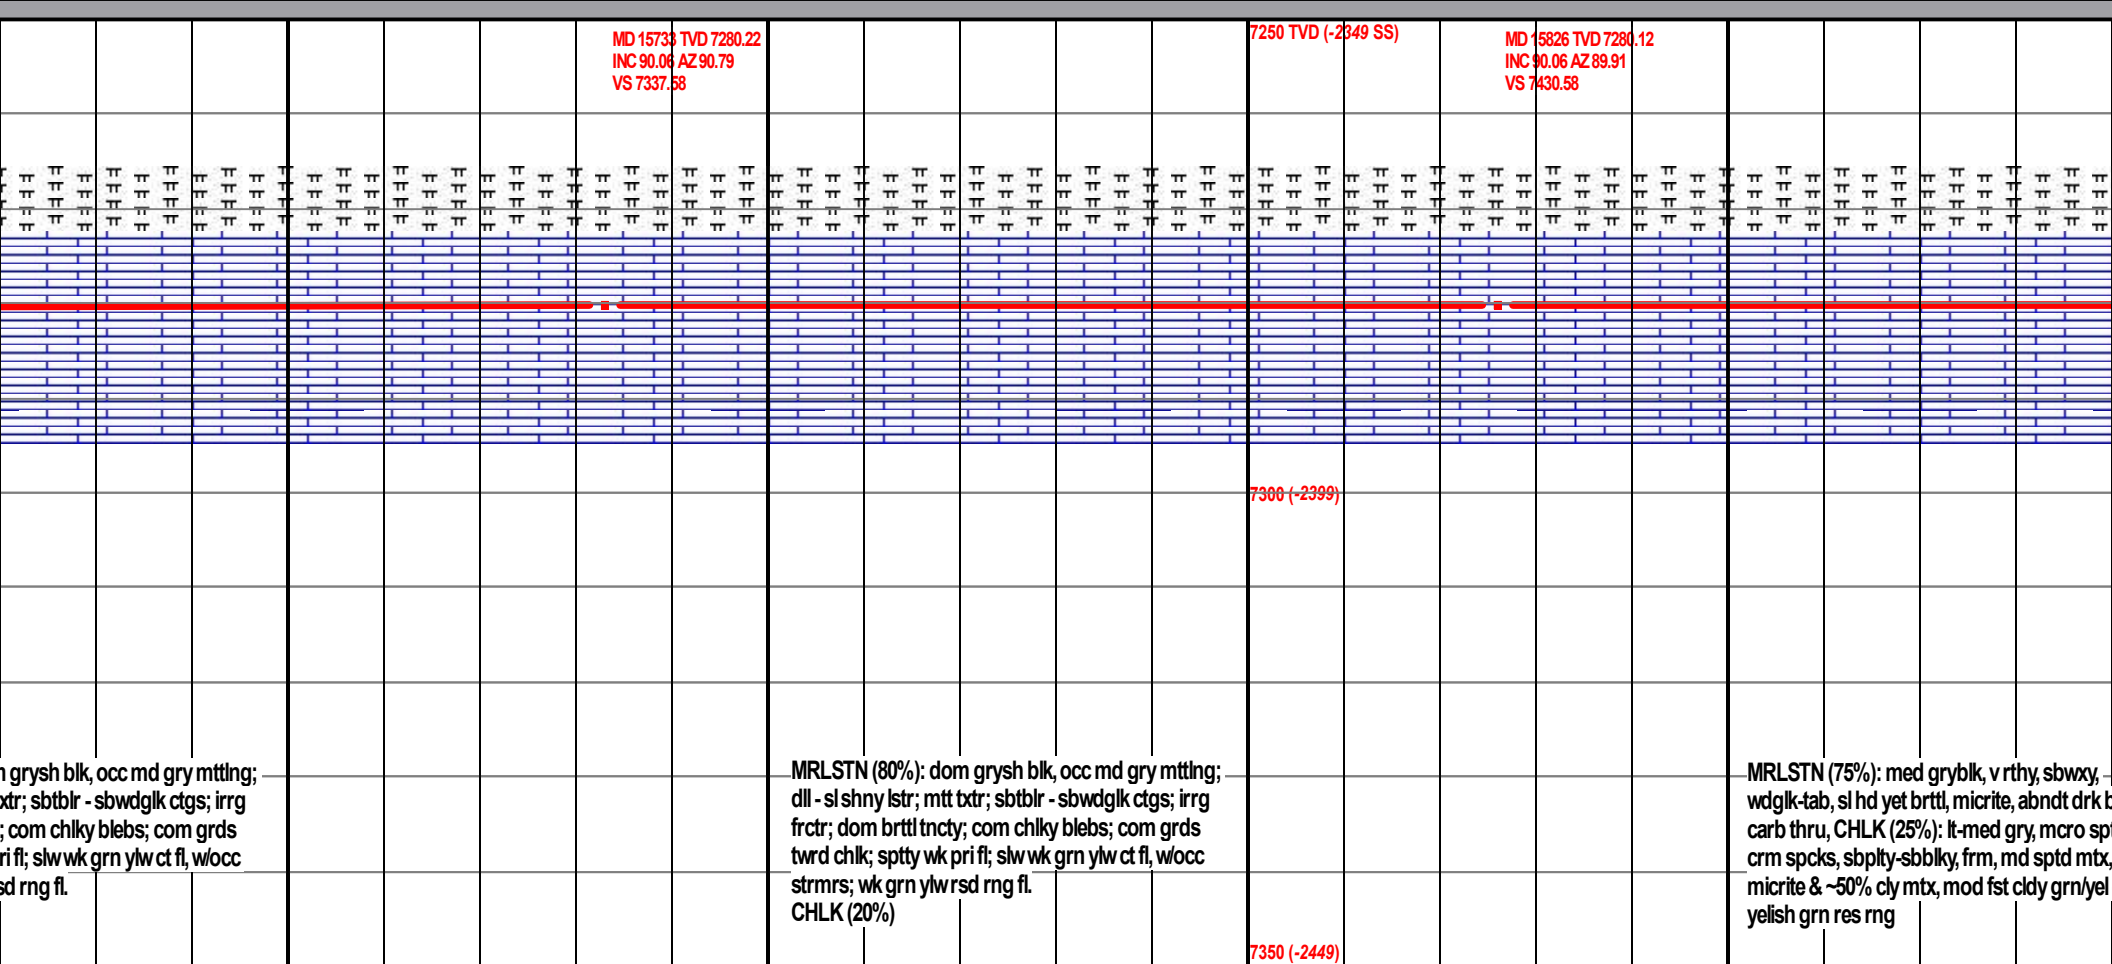 MD 15733 TVD 7280.22
INC 90.06 AZ 90.79
VS 7337.58
7250 TVD (-2349 SS)
MD 15826 TVD 7280.12
INC 90.06 AZ 89.91
VS 7430.58
7300 (-2399)
grysh blk, occ md gry mttlng;
xtr; sbtblr - sbwdglk ctgs; irrg
; com chlky blebs; com grds
ri fl; slw wk grn ylw ct fl, w/occ
sd rng fl.
MRLSTN (80%): dom grysh blk, occ md gry mttlng;
dll - sl shny lstr; mtt txtr; sbtblr - sbwdglk ctgs; irrg
frctr; dom brttl tncty; com chlky blebs; com grds
twrd chlk; sptty wk pri fl; slw wk grn ylw ct fl, w/occ
strmrs; wk grn ylw rsd rng fl.
CHLK (20%)
MRLSTN (75%): med gryblk, v rthy, sbwxy,
wdglk-tab, sl hd yet brttl, micrite, abndt drk b
carb thru, CHLK (25%): lt-med gry, mcro spt
crm spcks, sbplty-sbblky, frm, md sptd mtx,
micrite & ~50% cly mtx, mod fst cldy grn/yel
yelish grn res rng
7350 (-2449)